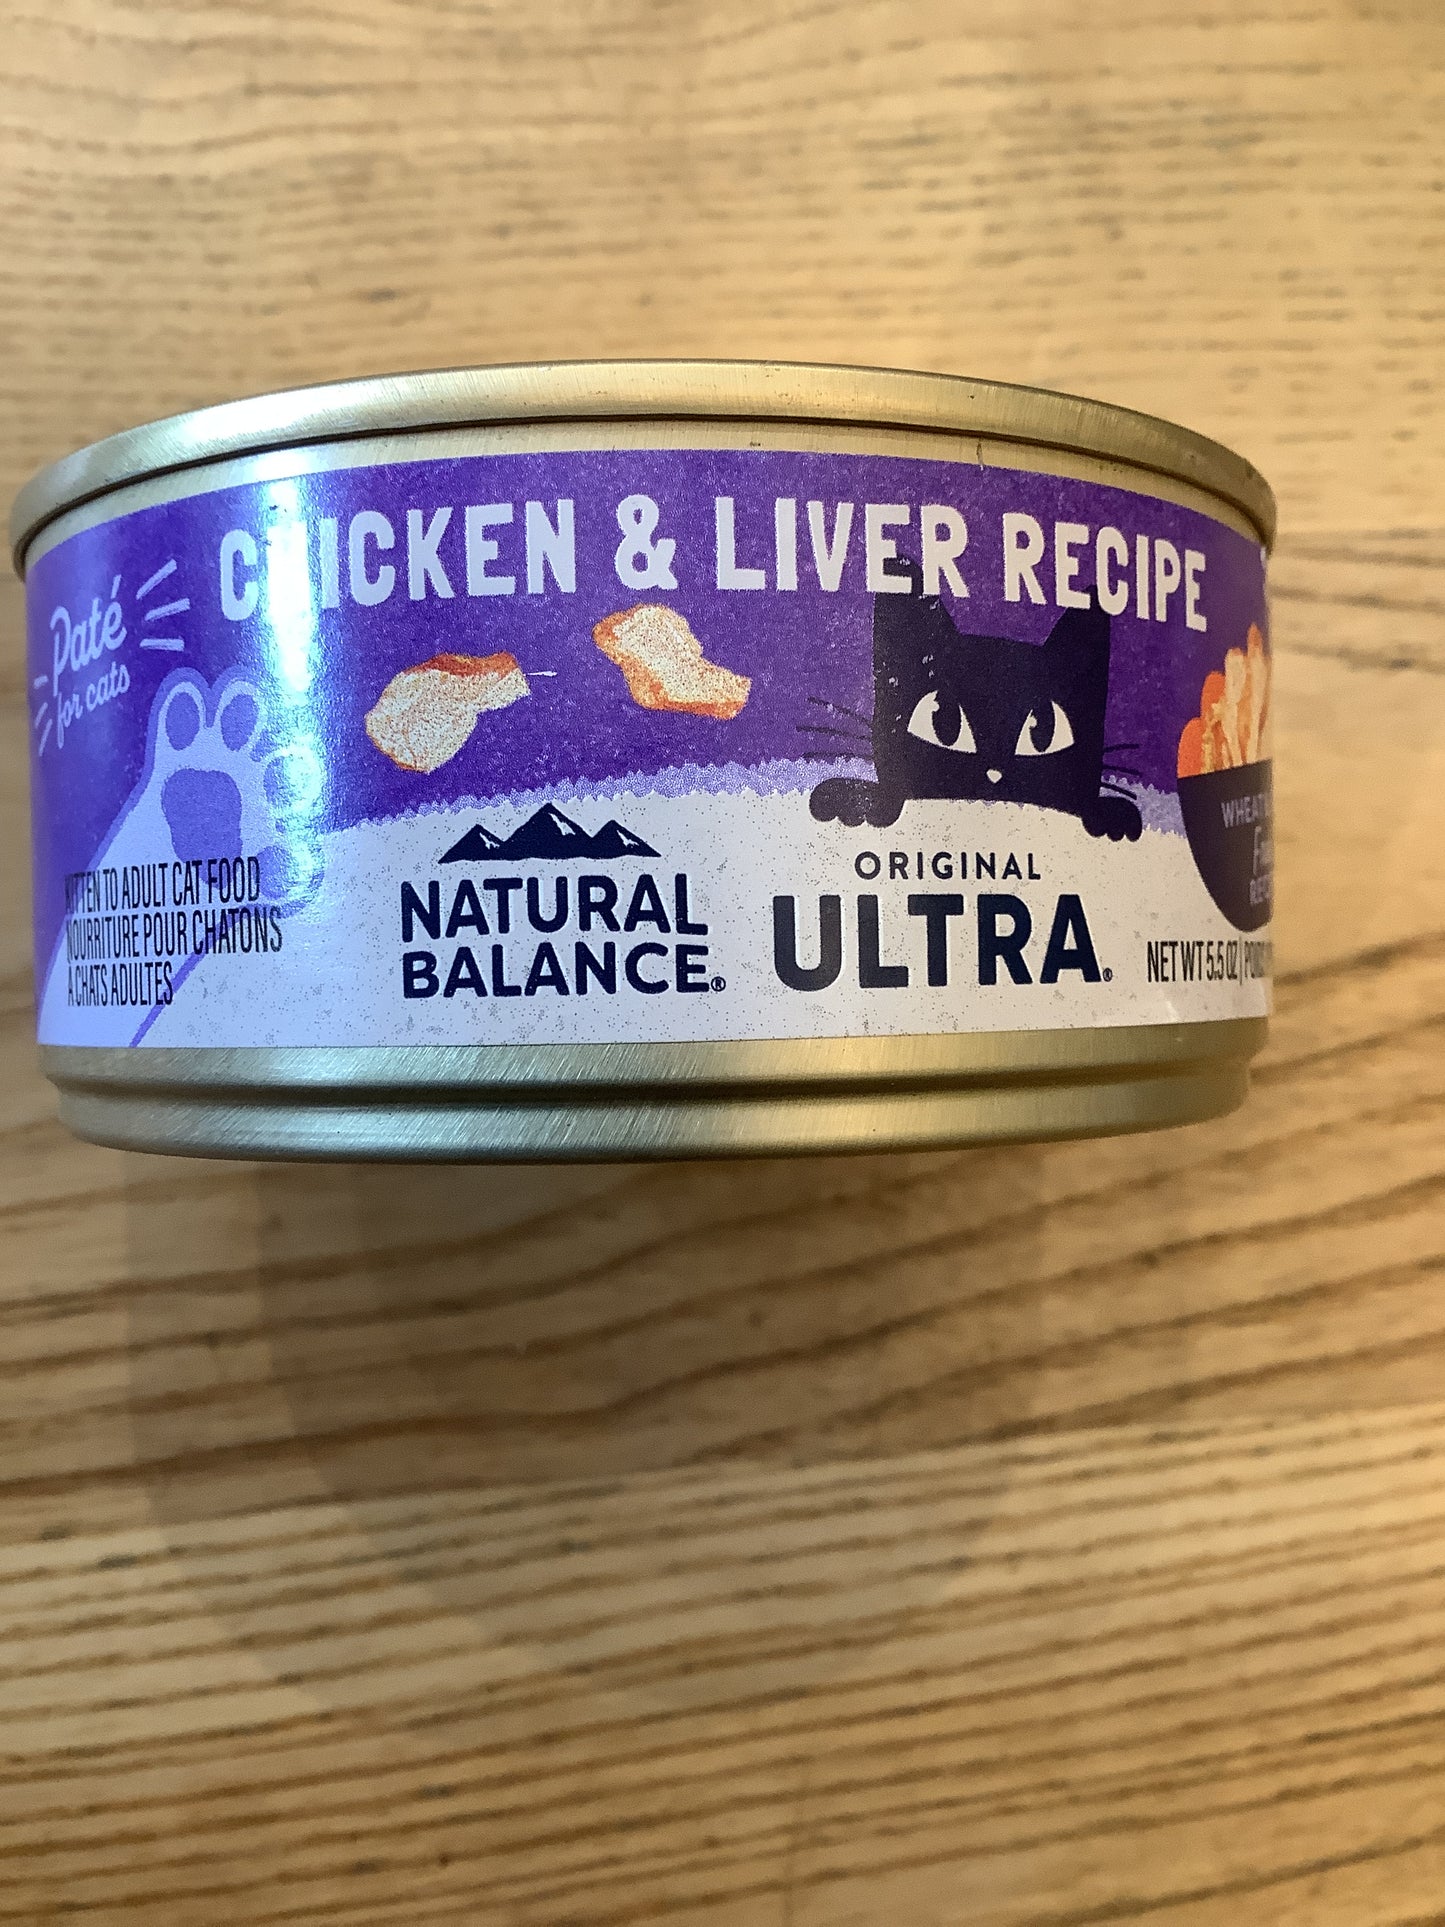 CHICKEN & LIVER RECIPE
Paté
for cats
KITTEN TO ADULT CAT FOOD
NOURRITURE POUR CHATONS
À CHATS ADULTES
NATURAL
BALANCE®
ORIGINAL
ULTRA®
NET WT 5.5 OZ